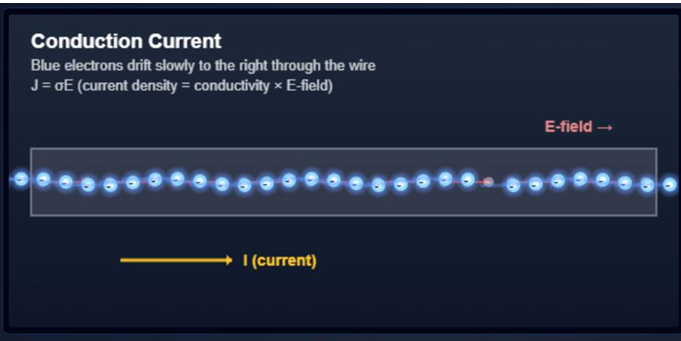 Conduction Current
Blue electrons drift slowly to the right through the wire
J = σE (current density = conductivity × E-field)
E-field →
I (current)